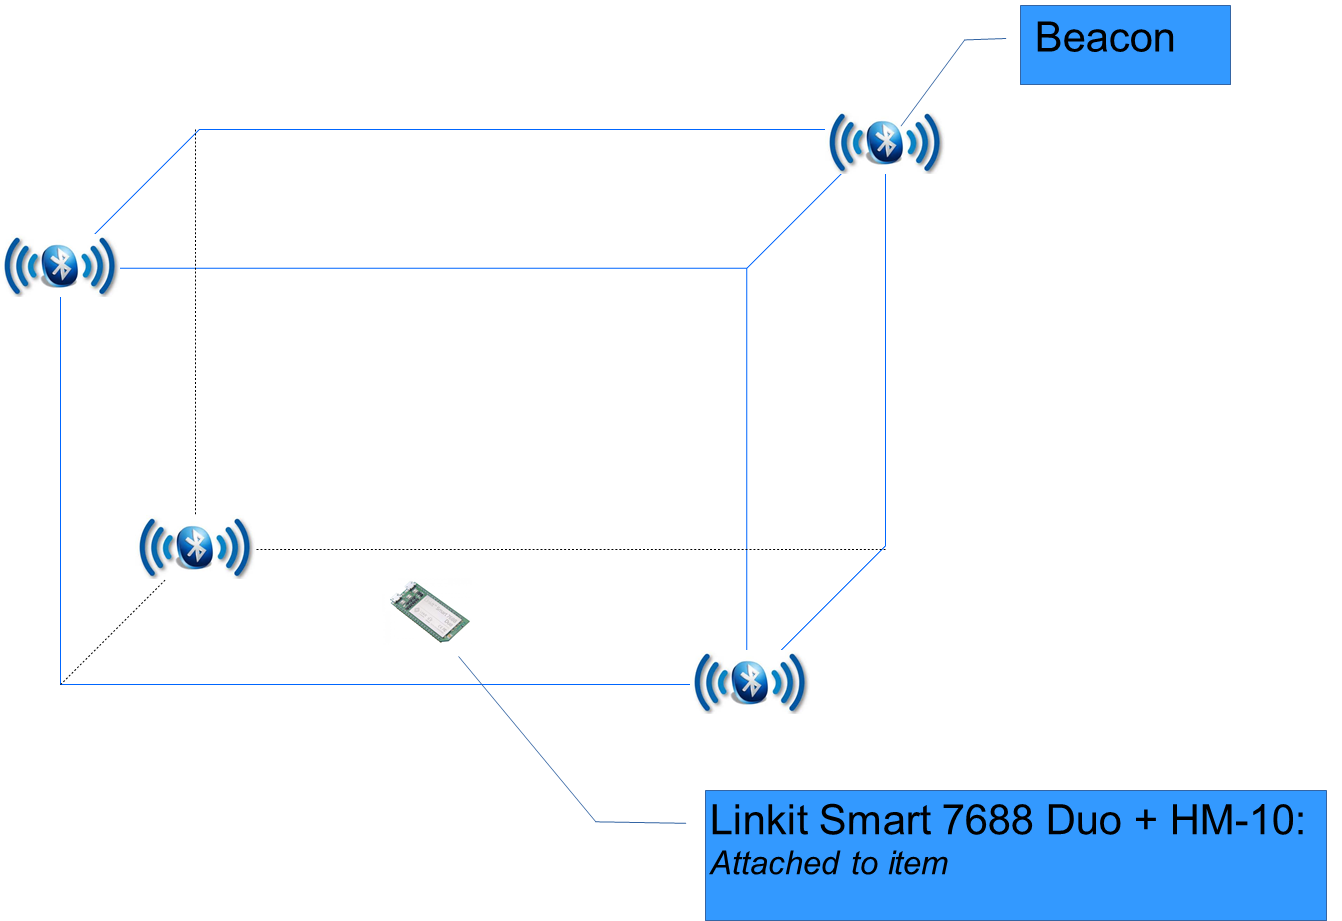 Beacon
Linkit Smart 7688 Duo + HM-10:
Attached to item